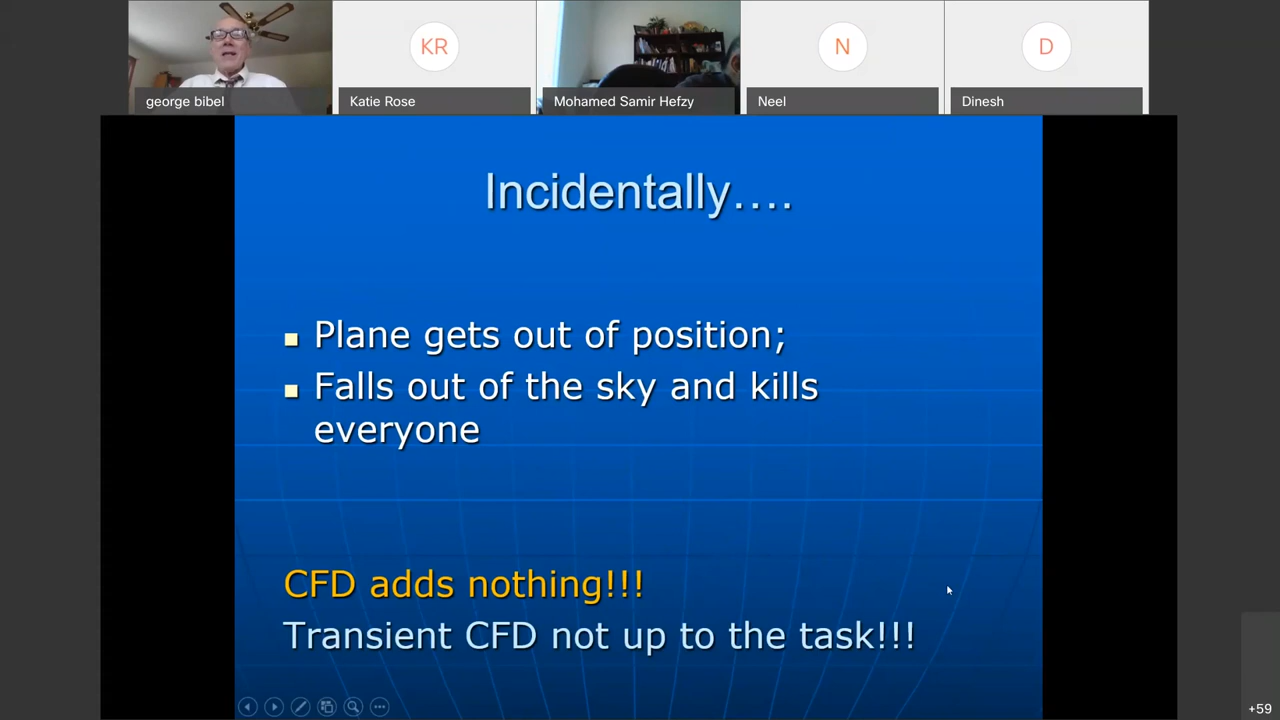 KR
N
D
george bibel
Katie Rose
Mohamed Samir Hefzy
Neel
Dinesh
Incidentally....
Plane gets out of position;
Falls out of the sky and kills
everyone
CFD adds nothing!!!
Transient CFD not up to the task!!!
+59